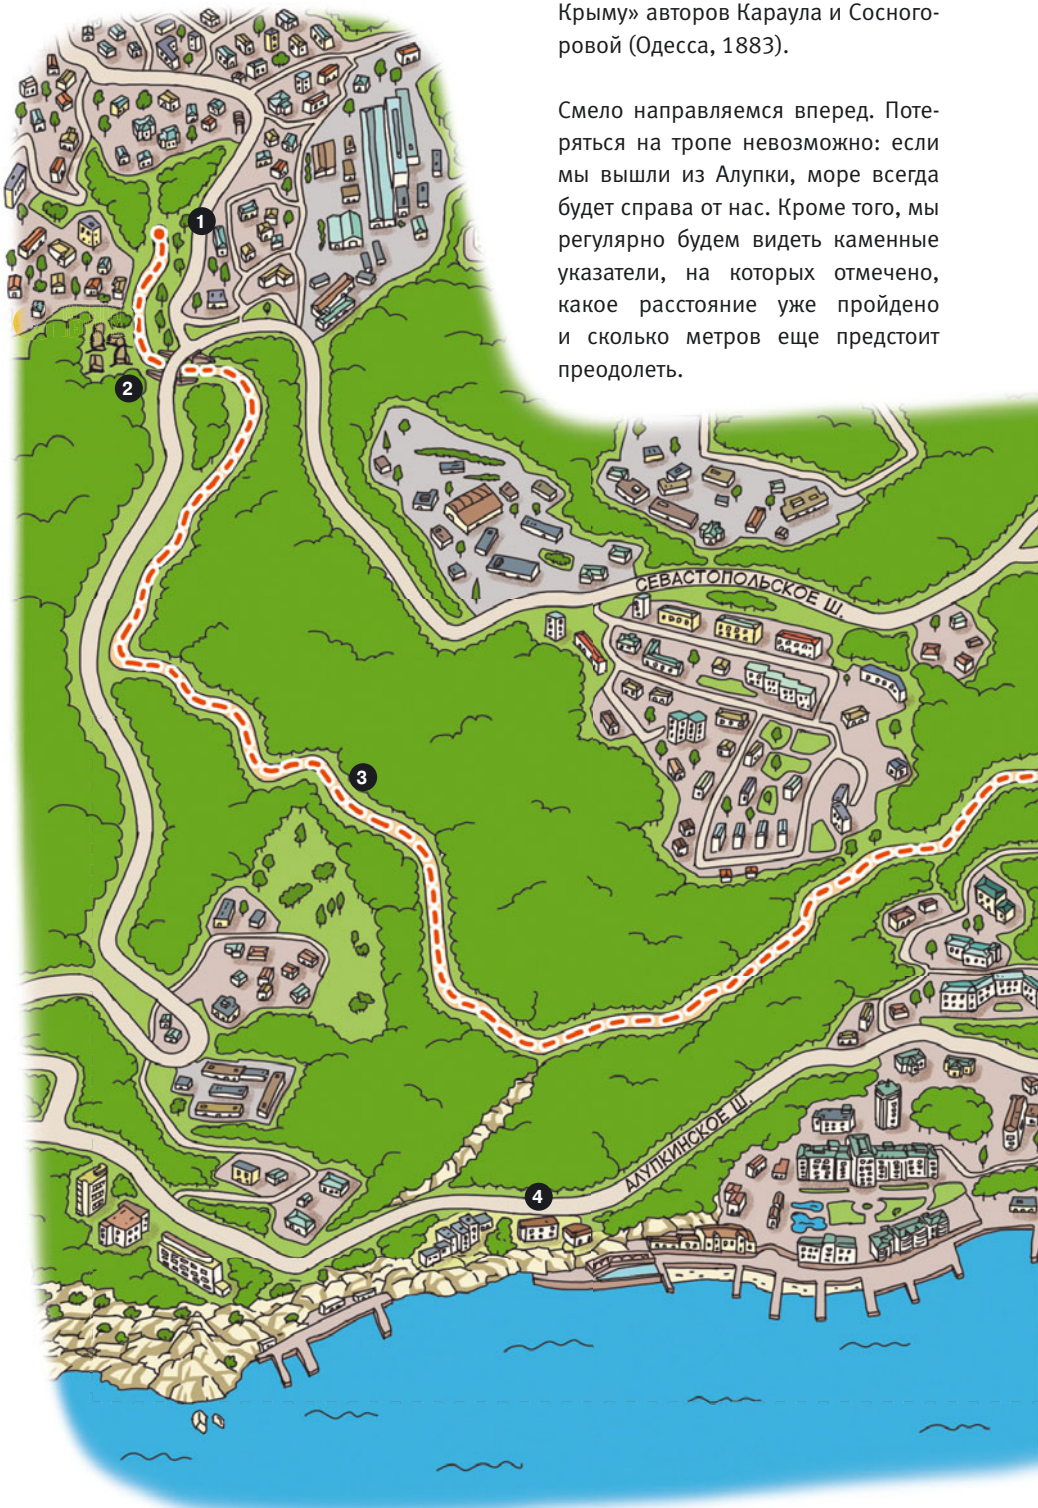 Крыму» авторов Караула и Сосного-
ровой (Одесса, 1883).
Смело направляемся вперед. Поте-
ряться на тропе невозможно: если
мы вышли из Алупки, море всегда
будет справа от нас. Кроме того, мы
регулярно будем видеть каменные
указатели, на которых отмечено,
какое расстояние уже пройдено
и сколько метров еще предстоит
преодолеть.
1
2
СЕВАСТОПОЛЬСКОЕ Ш.
3
АЛУПКИНСКОЕ Ш.
4